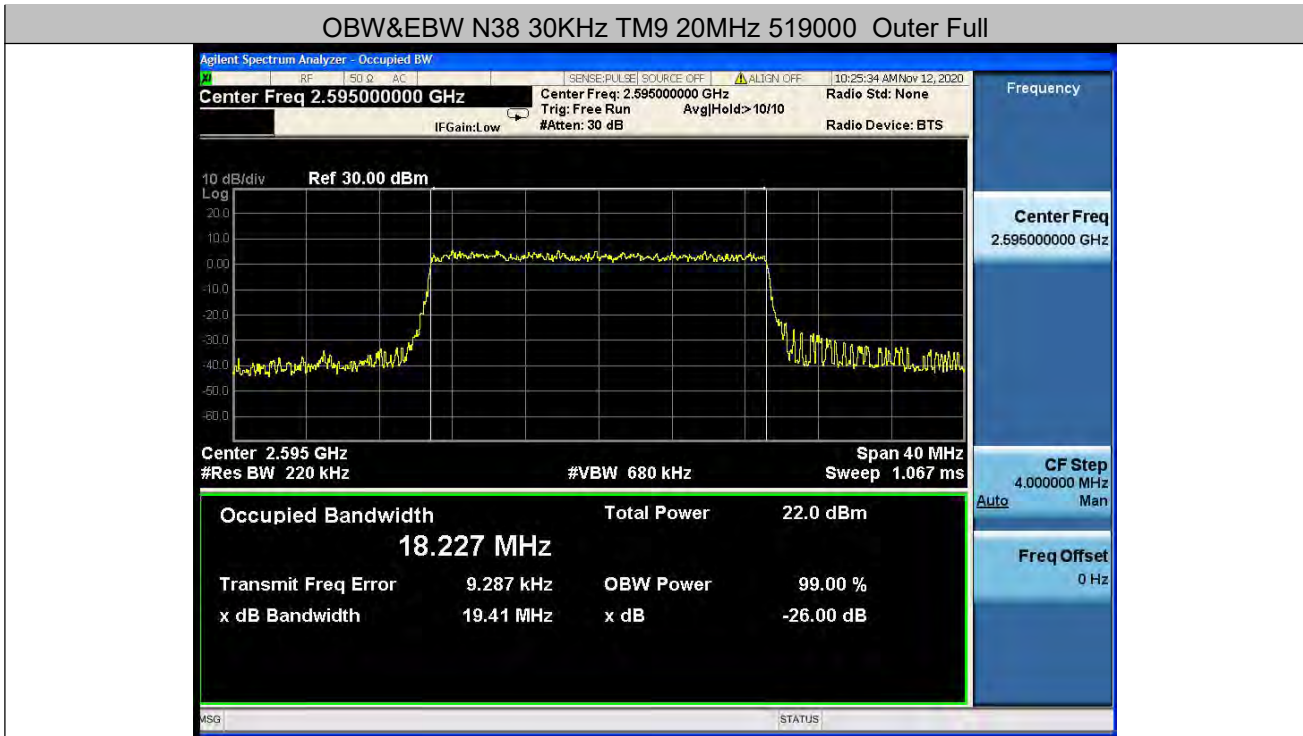 OBW&EBW N38 30KHz TM9 20MHz 519000 Outer Full
Agilent Spectrum Analyzer - Occupied BW
RF 50 Ω AC SENSE:PULSE SOURCE OFF ALIGN OFF 10:25:34 AM Nov 12, 2020
Center Freq 2.595000000 GHz
Center Freq: 2.595000000 GHz
Radio Std: None
Trig: Free Run
Avg|Hold:>10/10
IFGain:Low
#Atten: 30 dB
Radio Device: BTS
10 dB/div Ref 30.00 dBm
Log
20.0
10.0
0.00
-10.0
-20.0
-30.0
-40.0
-50.0
-60.0
Center 2.595 GHz Span 40 MHz
#Res BW 220 kHz #VBW 680 kHz Sweep 1.067 ms
Occupied Bandwidth Total Power 22.0 dBm
18.227 MHz
Transmit Freq Error 9.287 kHz OBW Power 99.00 %
x dB Bandwidth 19.41 MHz x dB -26.00 dB
MSG STATUS
Frequency
Center Freq
2.595000000 GHz
CF Step
4.000000 MHz
Auto Man
Freq Offset
0 Hz